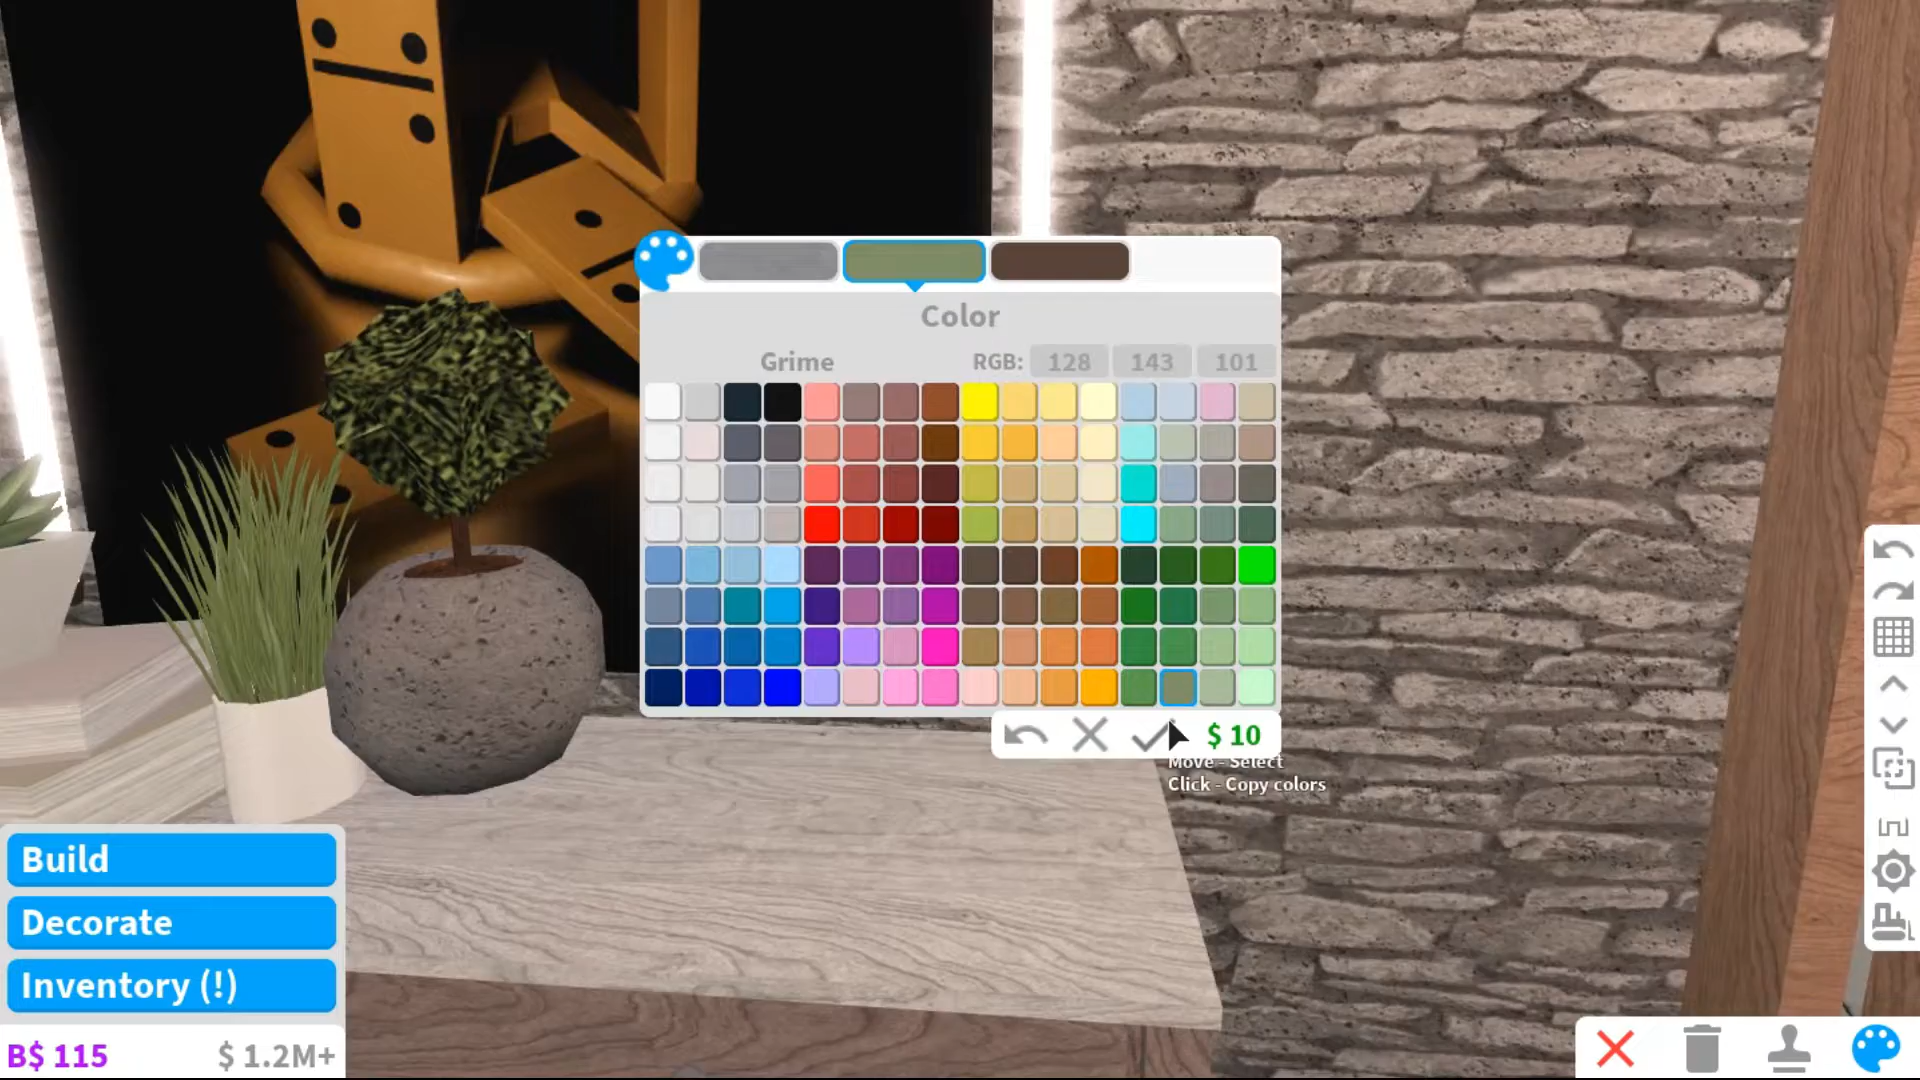 Color
Grime
RGB: 128 143 101
$ 10
Move - Select
Click - Copy colors
Build
Decorate
Inventory (!)
B$ 115
$ 1.2M+